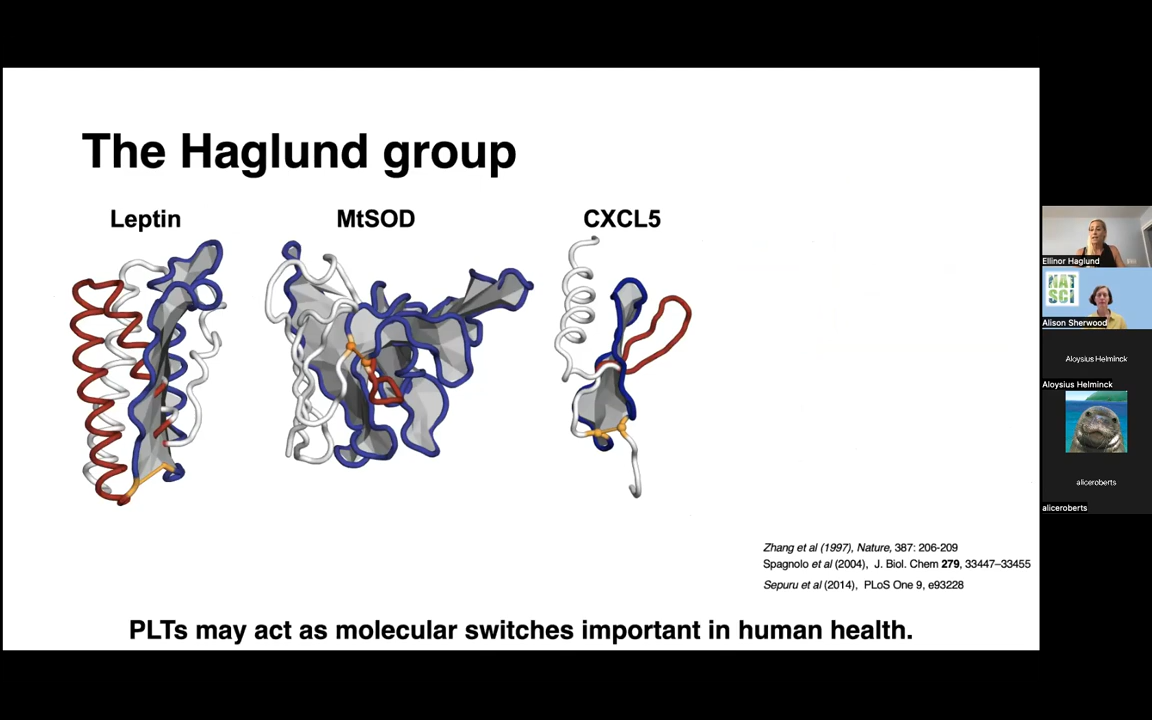 The Haglund group
Leptin
MtSOD
CXCL5
Zhang et al (1997), Nature, 387: 206-209
Spagnolo et al (2004), J. Biol. Chem 279, 33447–33455
Sepuru et al (2014), PLoS One 9, e93228
PLTs may act as molecular switches important in human health.
Ellinor Haglund
NAT
SCI
Alison Sherwood
Aloysius Helminck
Aloysius Helminck
aliceroberts
aliceroberts